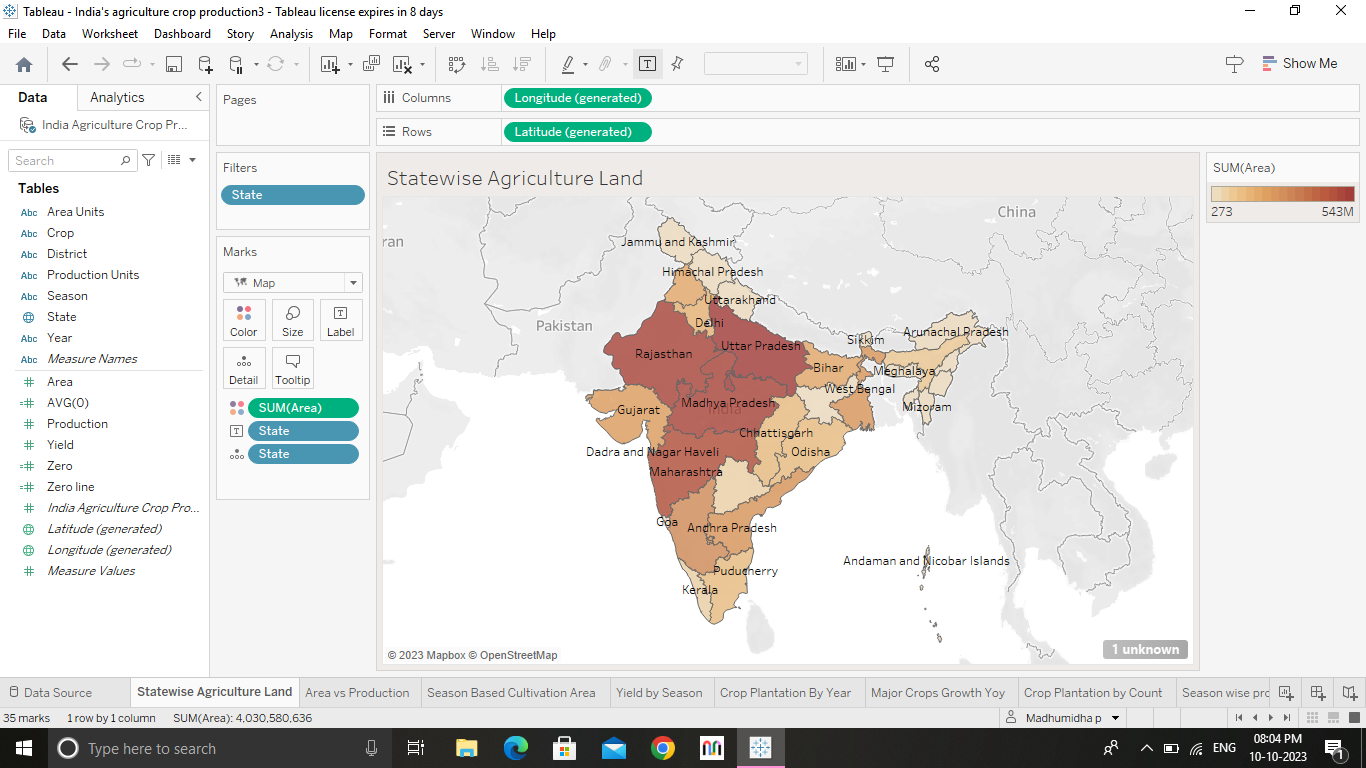 Tableau - India's agriculture crop production3 - Tableau license expires in 8 days
File Data Worksheet Dashboard Story Analysis Map Format Server Window Help
Show Me
Data Analytics
India Agriculture Crop Pr...
Search
Tables
Abc Area Units
Abc Crop
Abc District
Abc Production Units
Abc Season
State
Abc Year
Abc Measure Names
Area
AVG(0)
Production
Yield
Zero
Zero line
India Agriculture Crop Pro...
Latitude (generated)
Longitude (generated)
Measure Values
Pages
Filters
State
Marks
Map
Color Size Label
Detail Tooltip
SUM(Area)
State
State
Columns Longitude (generated)
Rows Latitude (generated)
Statewise Agriculture Land
China
ran
Jammu and Kashmir
Himachal Pradesh
Uttarakhand
Pakistan
Delhi
Arunachal Pradesh
Sikkim
Uttar Pradesh
Rajasthan
Bihar
Meghalaya
West Bengal
Madhya Pradesh
India
Gujarat
Mizoram
Chhattisgarh
Dadra and Nagar Haveli
Odisha
Maharashtra
Goa
Andhra Pradesh
Andaman and Nicobar Islands
Puducherry
Kerala
© 2023 Mapbox © OpenStreetMap
1 unknown
SUM(Area)
273 543M
Data Source Statewise Agriculture Land Area vs Production Season Based Cultivation Area Yield by Season Crop Plantation By Year Major Crops Growth Yoy Crop Plantation by Count Season wise pro
35 marks 1 row by 1 column SUM(Area): 4,030,580,636 Madhumidha p
Type here to search
ENG
08:04 PM
10-10-2023
1